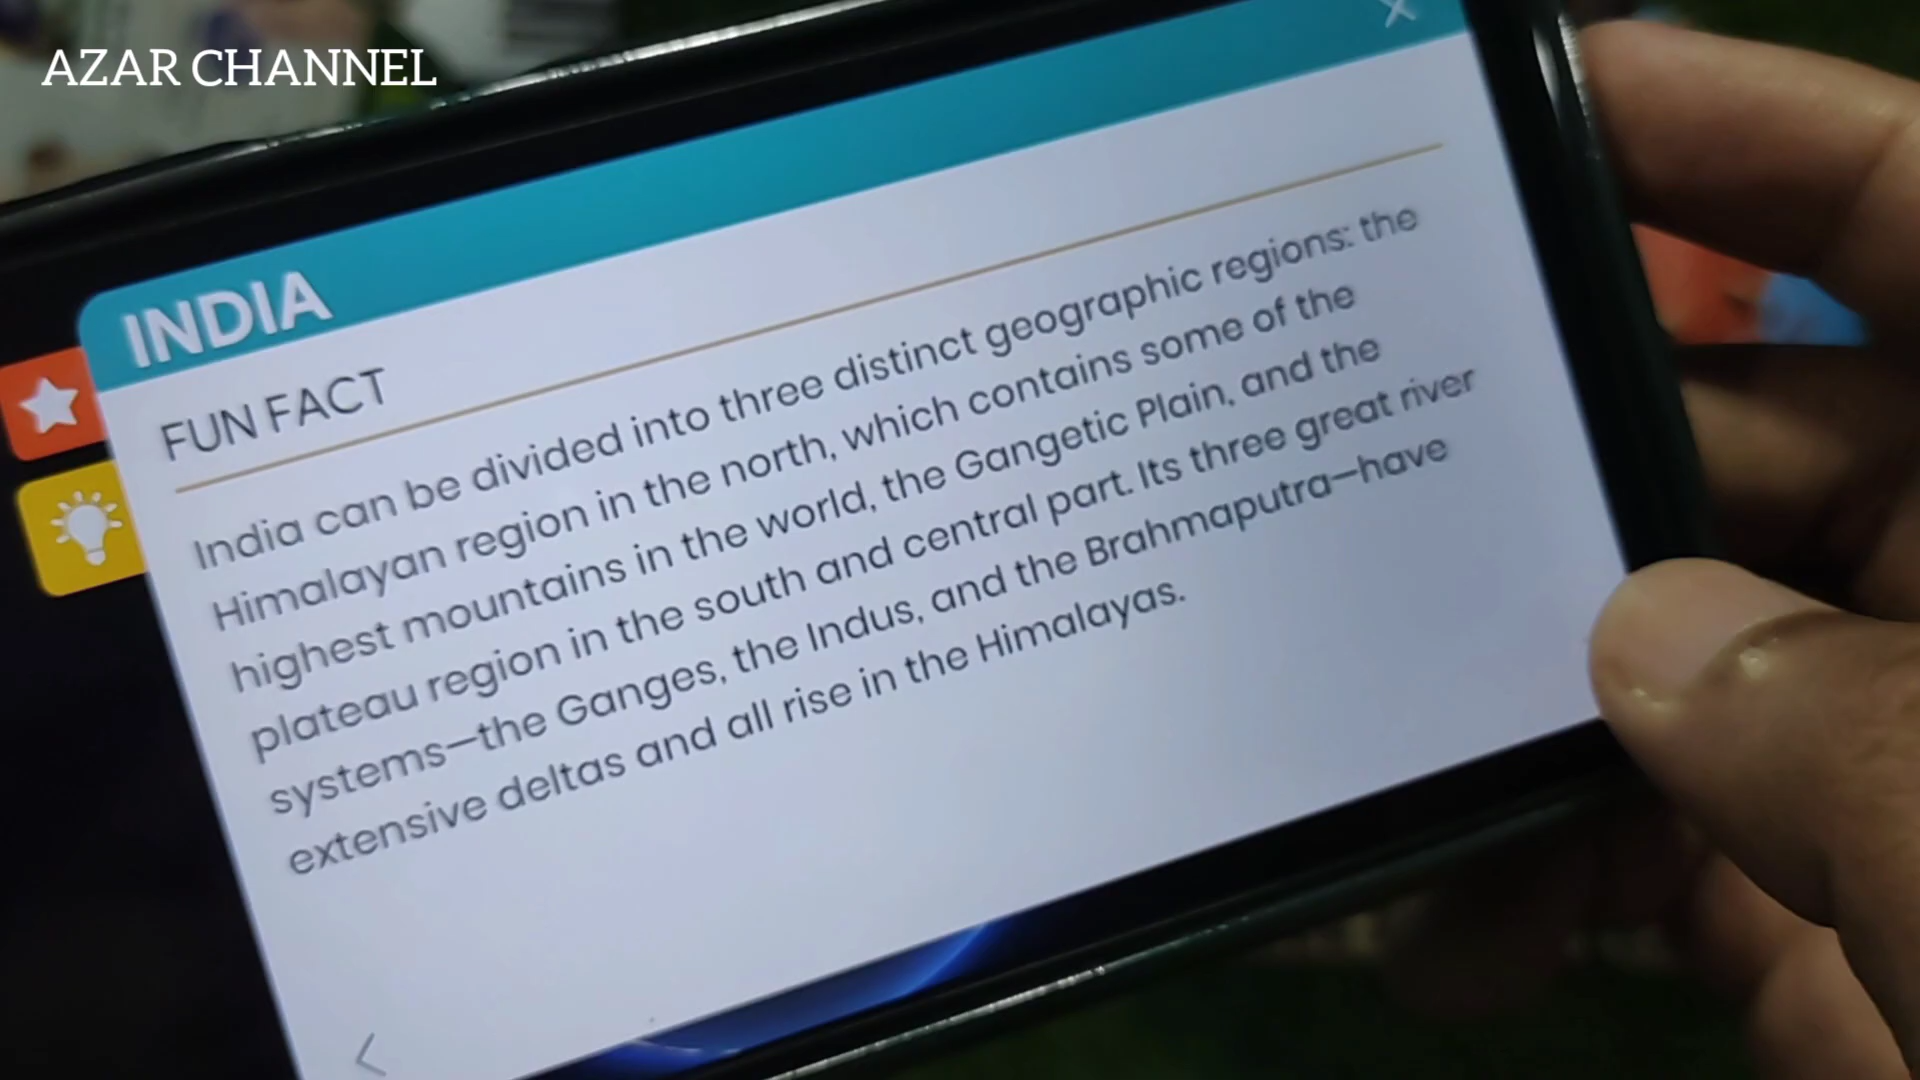 AZAR CHANNEL
INDIA
FUN FACT
India can be divided into three distinct geographic regions: the
Himalayan region in the north, which contains some of the
highest mountains in the world, the Gangetic Plain, and the
plateau region in the south and central part. Its three great river
systems—the Ganges, the Indus, and the Brahmaputra—have
extensive deltas and all rise in the Himalayas.